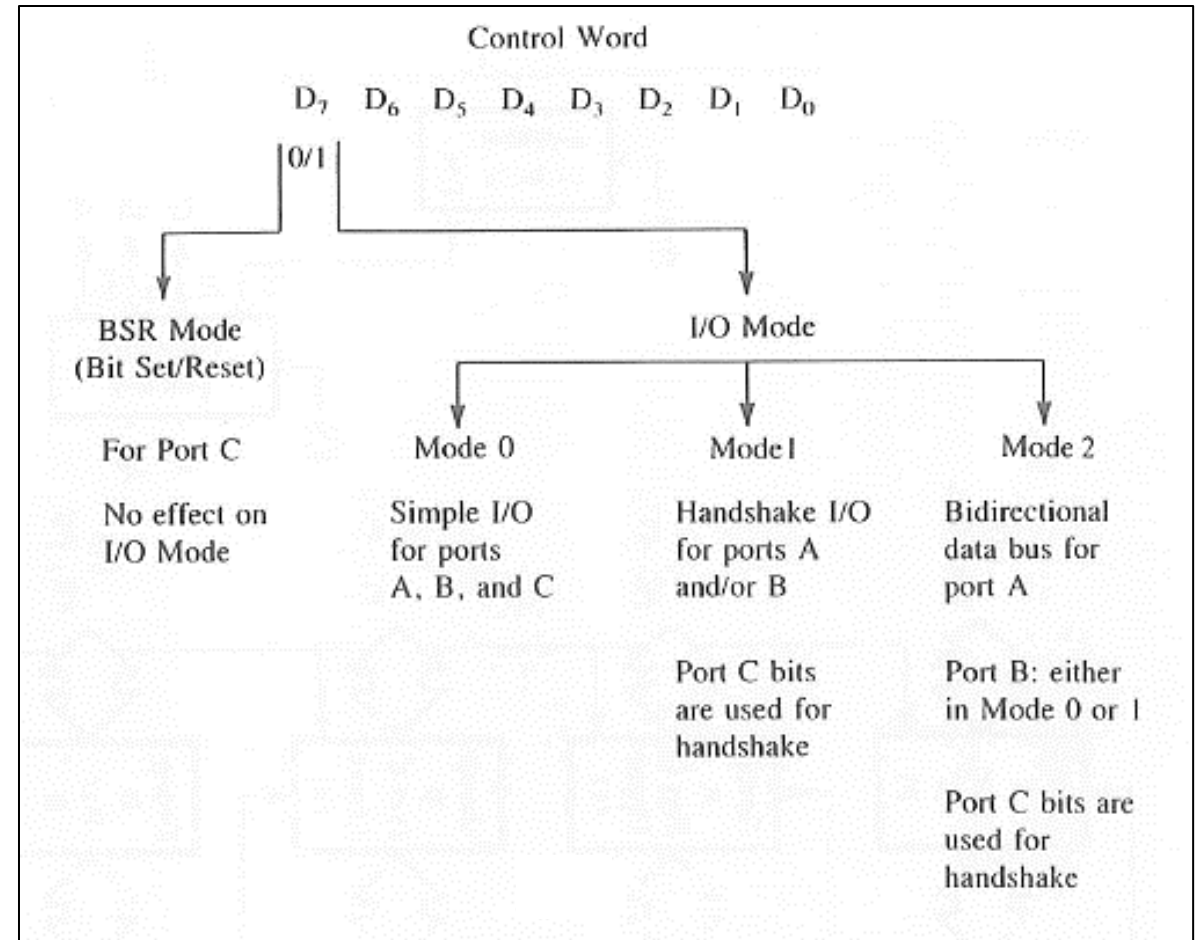 Control Word
D₇ D₆ D₅ D₄ D₃ D₂ D₁ D₀
0/1
BSR Mode
(Bit Set/Reset)
For Port C
No effect on
I/O Mode
I/O Mode
Mode 0
Simple I/O
for ports
A, B, and C
Mode 1
Handshake I/O
for ports A
and/or B
Port C bits
are used for
handshake
Mode 2
Bidirectional
data bus for
port A
Port B: either
in Mode 0 or 1
Port C bits are
used for
handshake